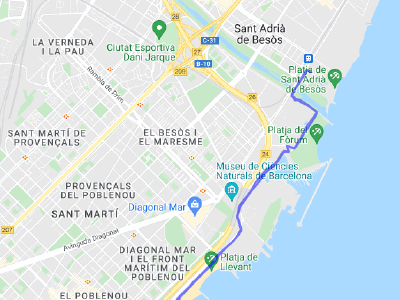 Sant Adrià
de Besòs
28
LA VERNEDA
I LA PAU
Ciutat Esportiva
Dani Jarque
C-31
B-10
299
Platja de
Sant Adrià
de Besòs
Rambla de Prim
26
SANT MARTÍ DE
PROVENÇALS
EL BESÒS I
EL MARESME
Platja del
Fòrum
24
Museu de Ciències
Naturals de Barcelona
PROVENÇALS
DEL POBLENOU
Diagonal Mar
SANT MARTÍ
207
Avinguda Diagonal
DIAGONAL MAR
I EL FRONT
MARÍTIM DEL
POBLENOU
Platja de
Llevant
EL POBLENOU